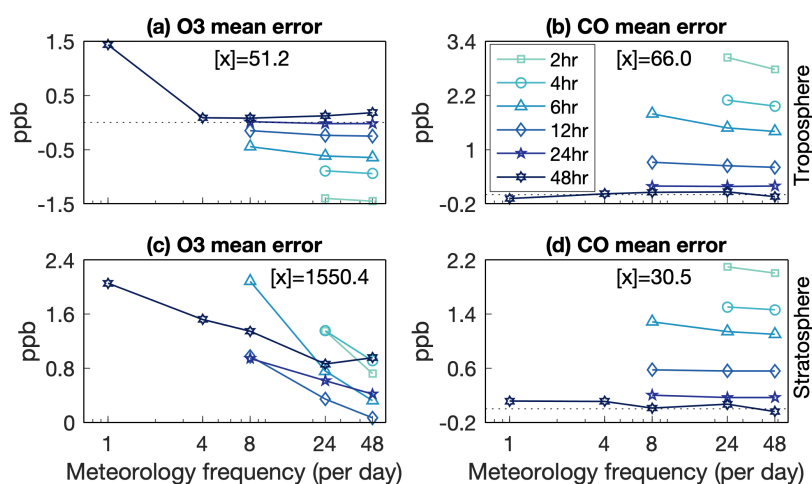 (a) O3 mean error
(b) CO mean error
[x]=51.2
[x]=66.0
1.5
0.5
-0.5
-1.5
ppb
3.4
2.2
1
-0.2
ppb
2hr
4hr
6hr
12hr
24hr
48hr
Troposphere
(c) O3 mean error
(d) CO mean error
[x]=1550.4
[x]=30.5
2.4
1.6
0.8
0
ppb
2.2
1.4
0.6
-0.2
ppb
Stratosphere
1 4 8 24 48
1 4 8 24 48
Meteorology frequency (per day)
Meteorology frequency (per day)